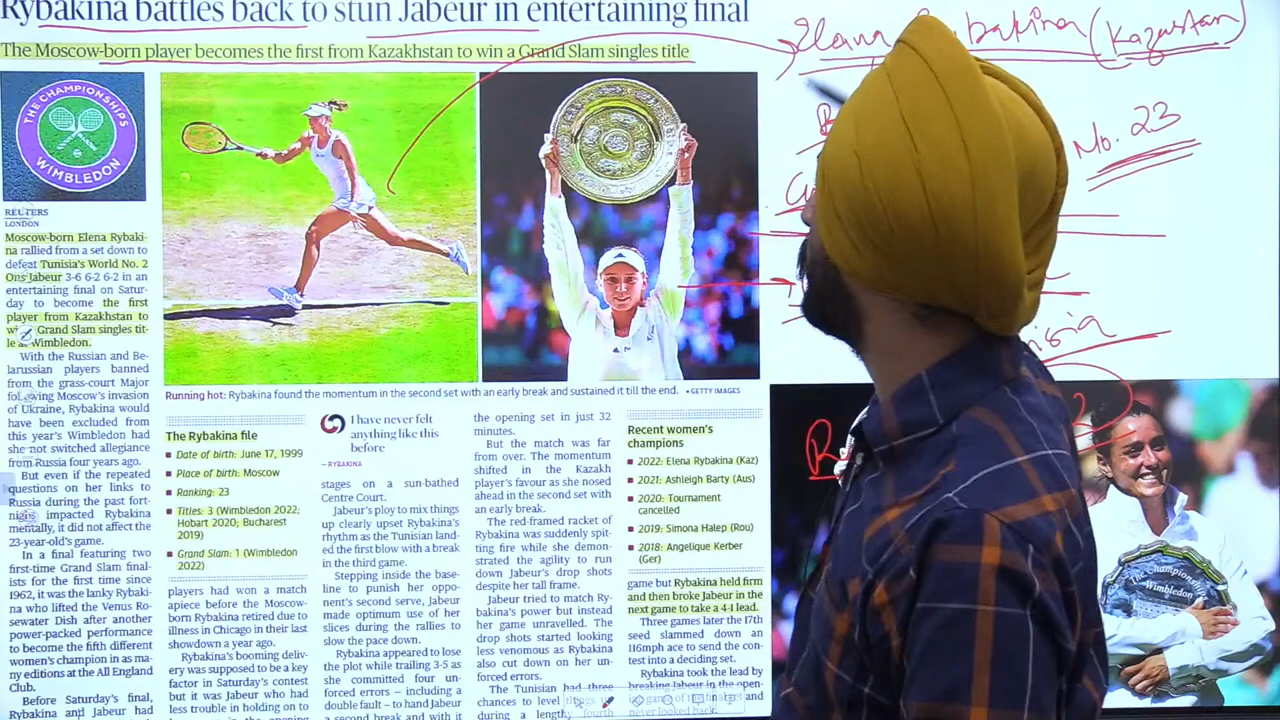 Rybakina battles back to stun Jabeur in entertaining final
The Moscow-born player becomes the first from Kazakhstan to win a Grand Slam singles title
THE CHAMPIONSHIPS
WIMBLEDON
REUTERS
LONDON
Moscow-born Elena Rybaki-
na rallied from a set down to
defeat Tunisia's World No. 2
Ons Jabeur 3-6 6-2 6-2 in an
entertaining final on Satur-
day to become the first
player from Kazakhstan to
Grand Slam singles tit-
Wimbledon.
With the Russian and Be-
larussian players banned
from the grass-court Major
Moscow's invasion
of Ukraine, Rybakina would
have been excluded from
this year's Wimbledon had
she not switched allegiance
from Russia four years ago.
But even if the repeated
questions on her links to
Russia during the past fort-
impacted Rybakina
mentally, it did not affect the
23-year-old's game.
In a final featuring two
first-time Grand Slam final-
ists for the first time since
1962, it was the lanky Rybaki-
na who lifted the Venus Ro-
sewater Dish after another
power-packed performance
to become the fifth different
women's champion in as ma-
ny editions at the All England
Club.
Before Saturday's final,
Rybakina and Jabeur had
Running hot: Rybakina found the momentum in the second set with an early break and sustained it till the end. • GETTY IMAGES
The Rybakina file
Date of birth: June 17, 1999
Place of birth: Moscow
Ranking: 23
Titles: 3 (Wimbledon 2022;
Hobart 2020; Bucharest
2019)
Grand Slam: 1 (Wimbledon
2022)
players had won a match
apiece before the Moscow-
born Rybakina retired due to
illness in Chicago in their last
showdown a year ago.
Rybakina's booming deliv-
ery was supposed to be a key
factor in Saturday's contest
but it was Jabeur who had
less trouble in holding on to
I have never felt
anything like this
before
— RYBAKINA
stages on a sun-bathed
Centre Court.
Jabeur's ploy to mix things
up clearly upset Rybakina's
rhythm as the Tunisian land-
ed the first blow with a break
in the third game.
Stepping inside the base-
line to punish her oppo-
nent's second serve, Jabeur
made optimum use of her
slices during the rallies to
slow the pace down.
Rybakina appeared to lose
the plot while trailing 3-5 as
she committed four un-
forced errors – including a
double fault – to hand Jabeur
a second break and with it
the opening set in just 32
minutes.
But the match was far
from over. The momentum
shifted in the Kazakh
player's favour as she nosed
ahead in the second set with
an early break.
The red-framed racket of
Rybakina was suddenly spit-
ting fire while she demon-
strated the agility to run
down Jabeur's drop shots
despite her tall frame.
Jabeur tried to match Ry-
bakina's power but instead
her game unravelled. The
drop shots started looking
less venomous as Rybakina
also cut down on her un-
forced errors.
The Tunisian had three
chances to level things
during a lengthy fourth
Recent women's
champions
2022: Elena Rybakina (Kaz)
2021: Ashleigh Barty (Aus)
2020: Tournament
cancelled
2019: Simona Halep (Rou)
2018: Angelique Kerber
(Ger)
game but Rybakina held firm
and then broke Jabeur in the
next game to take a 4-1 lead.
Three games later the 17th
seed slammed down an
116mph ace to send the con-
test into a deciding set.
Rybakina took the lead by
breaking Jabeur in the open-
and
never looked back.
No. 23
The Championships
Wimbledon